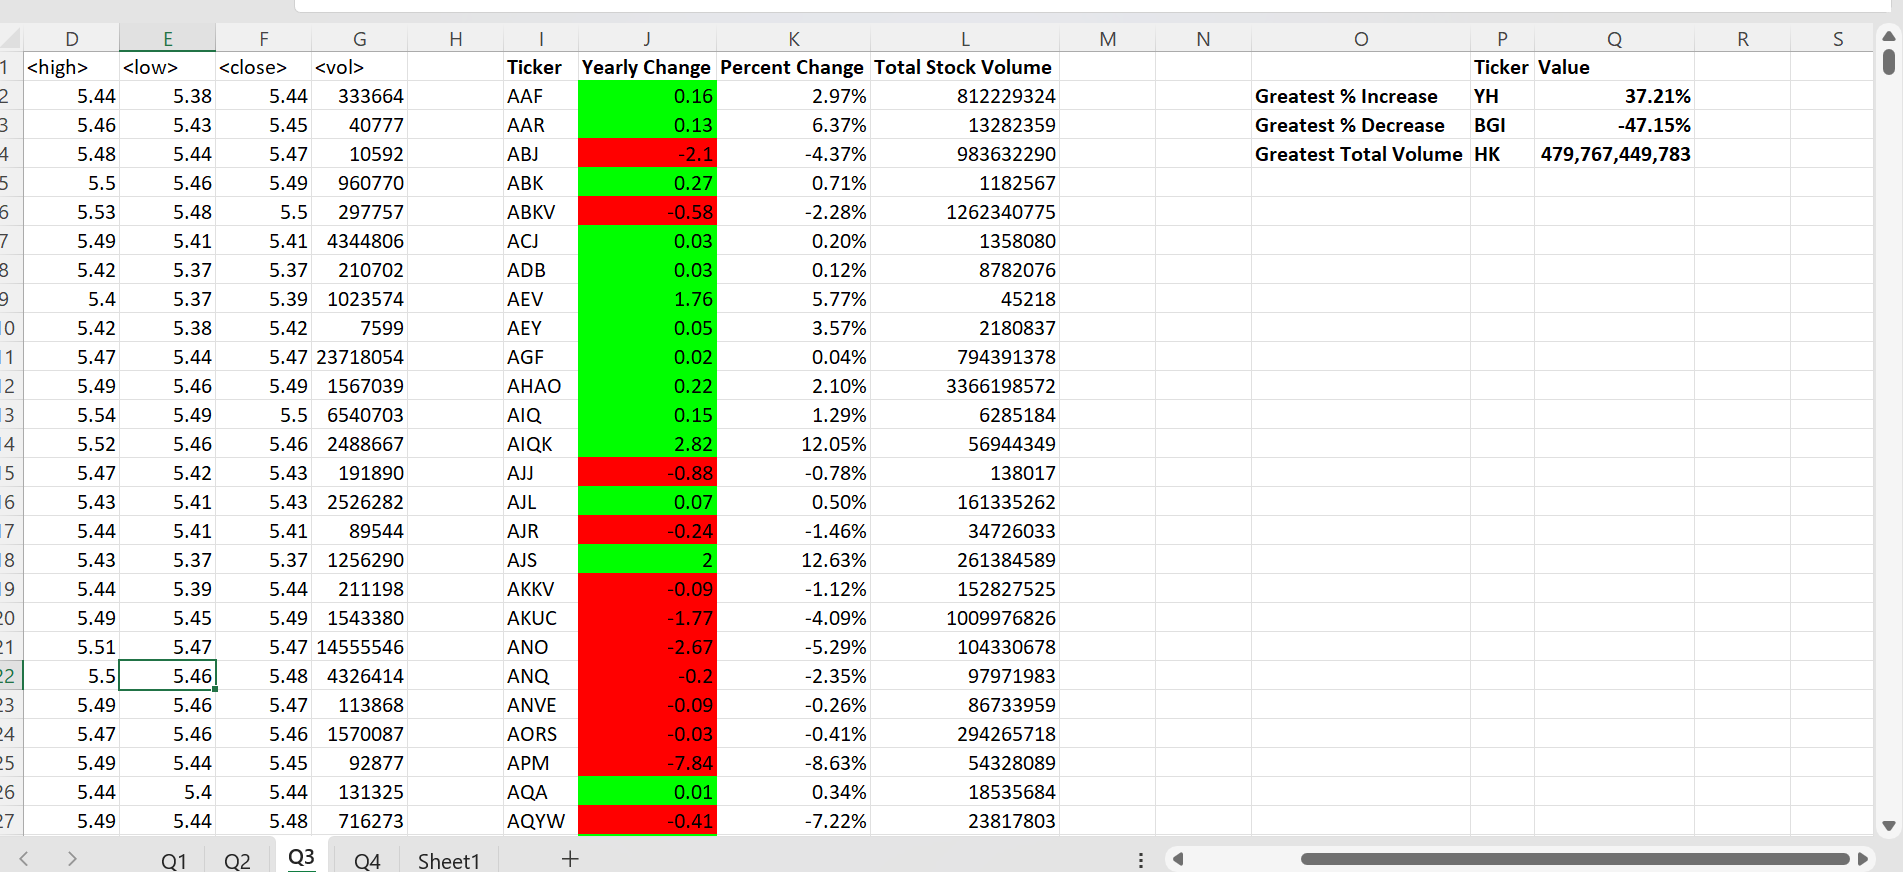 D E F G H I J K L M N O P Q R S
1 <high> <low> <close> <vol> Ticker Yearly Change Percent Change Total Stock Volume Ticker Value
2 5.44 5.38 5.44 333664 AAF 0.16 2.97% 812229324 Greatest % Increase YH 37.21%
3 5.46 5.43 5.45 40777 AAR 0.13 6.37% 13282359 Greatest % Decrease BGI -47.15%
4 5.48 5.44 5.47 10592 ABJ -2.1 -4.37% 983632290 Greatest Total Volume HK 479,767,449,783
5 5.5 5.46 5.49 960770 ABK 0.27 0.71% 1182567
6 5.53 5.48 5.5 297757 ABKV -0.58 -2.28% 1262340775
7 5.49 5.41 5.41 4344806 ACJ 0.03 0.20% 1358080
8 5.42 5.37 5.37 210702 ADB 0.03 0.12% 8782076
9 5.4 5.37 5.39 1023574 AEV 1.76 5.77% 45218
10 5.42 5.38 5.42 7599 AEY 0.05 3.57% 2180837
11 5.47 5.44 5.47 23718054 AGF 0.02 0.04% 794391378
12 5.49 5.46 5.49 1567039 AHAO 0.22 2.10% 3366198572
13 5.54 5.49 5.5 6540703 AIQ 0.15 1.29% 6285184
14 5.52 5.46 5.46 2488667 AIQK 2.82 12.05% 56944349
15 5.47 5.42 5.43 191890 AJJ -0.88 -0.78% 138017
16 5.43 5.41 5.43 2526282 AJL 0.07 0.50% 161335262
17 5.44 5.41 5.41 89544 AJR -0.24 -1.46% 34726033
18 5.43 5.37 5.37 1256290 AJS 2 12.63% 261384589
19 5.44 5.39 5.44 211198 AKKV -0.09 -1.12% 152827525
20 5.49 5.45 5.49 1543380 AKUC -1.77 -4.09% 1009976826
21 5.51 5.47 5.47 14555546 ANO -2.67 -5.29% 104330678
22 5.5 5.46 5.48 4326414 ANQ -0.2 -2.35% 97971983
23 5.49 5.46 5.47 113868 ANVE -0.09 -0.26% 86733959
24 5.47 5.46 5.46 1570087 AORS -0.03 -0.41% 294265718
25 5.49 5.44 5.45 92877 APM -7.84 -8.63% 54328089
26 5.44 5.4 5.44 131325 AQA 0.01 0.34% 18535684
27 5.49 5.44 5.48 716273 AQYW -0.41 -7.22% 23817803
Q1 Q2 Q3 Q4 Sheet1